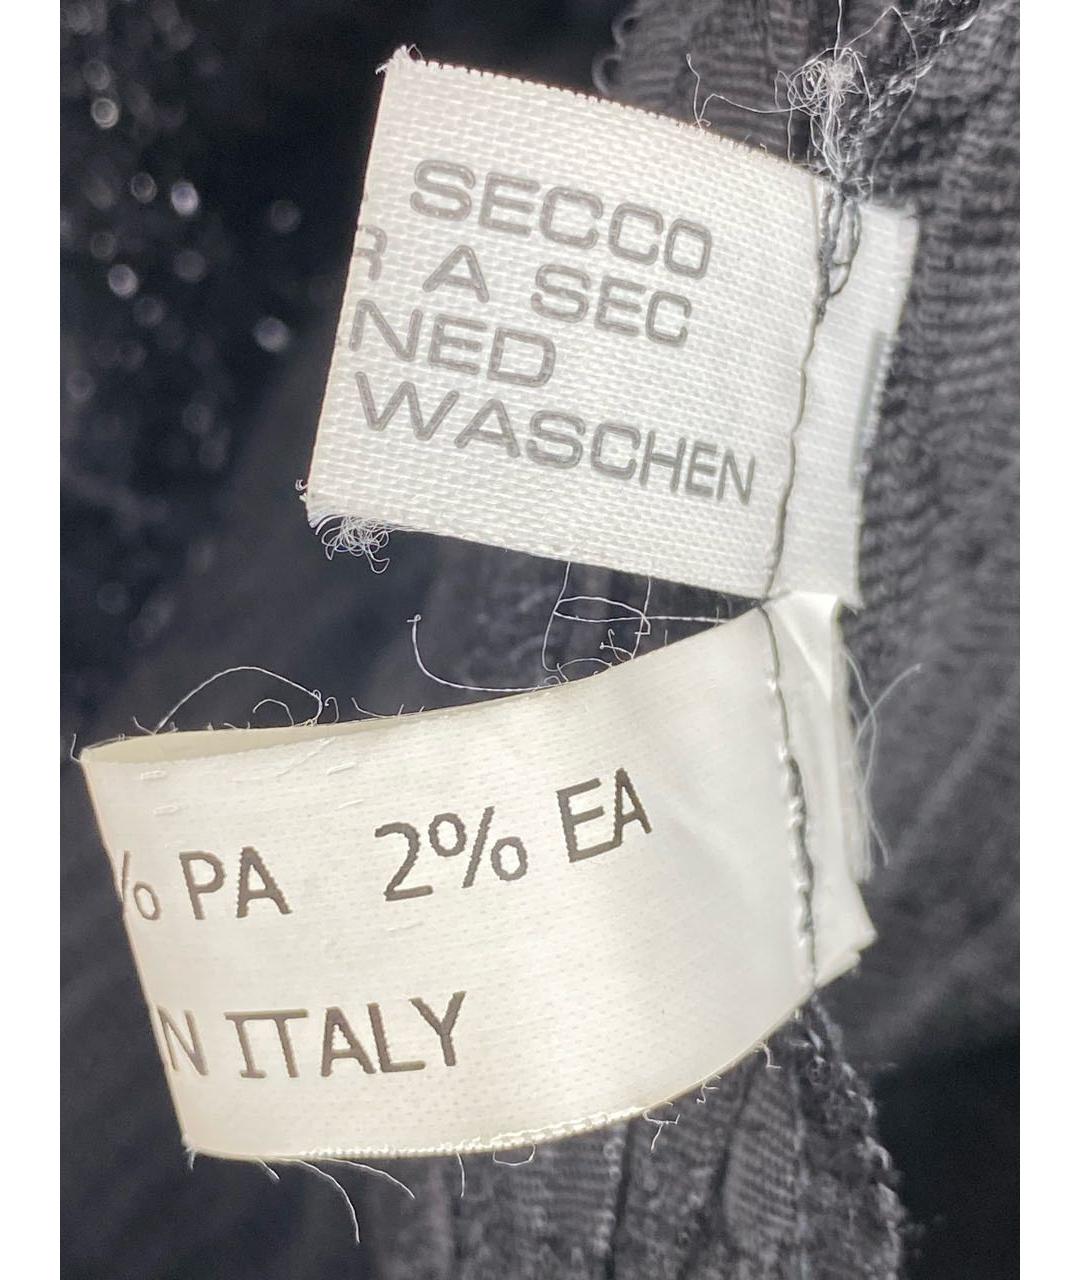 SECCO
R A SEC
NED
WASCHEN
% PA 2% EA
N ITALY